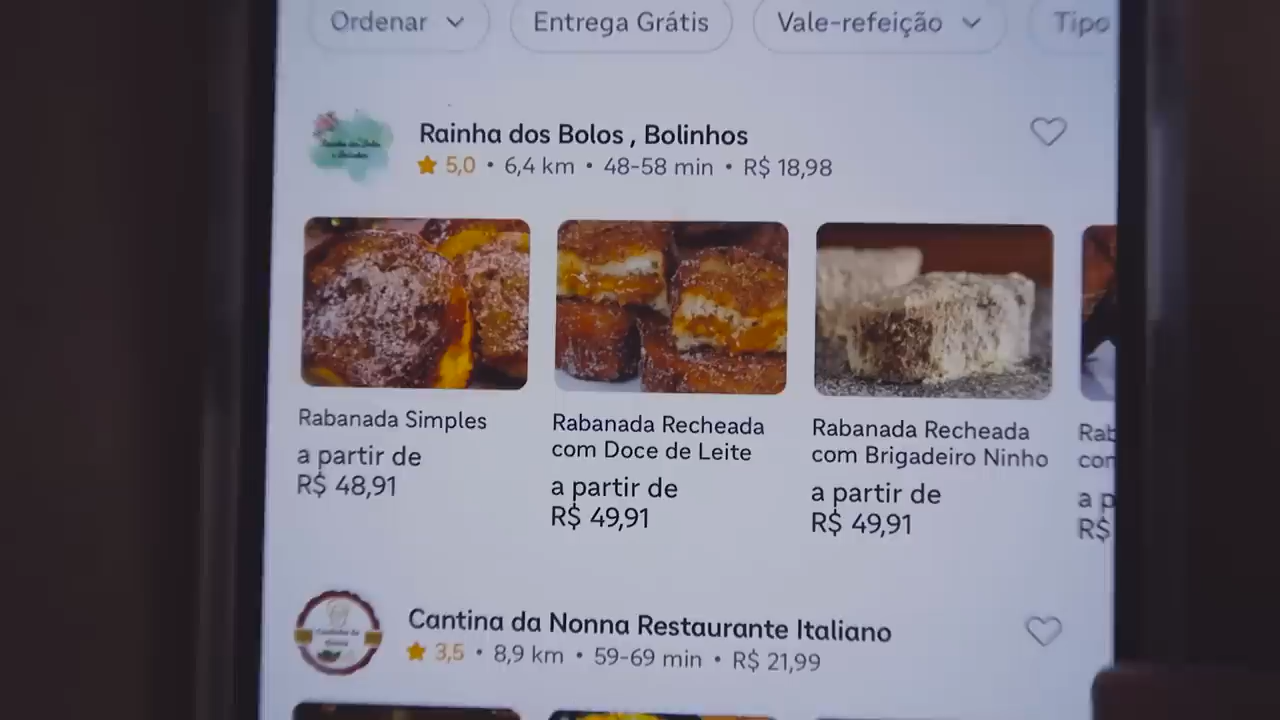 Ordenar
Entrega Grátis
Vale-refeição
Tipo
Rainha dos Bolos , Bolinhos
5,0 • 6,4 km • 48-58 min • R$ 18,98
Rabanada Simples
a partir de
R$ 48,91
Rabanada Recheada
com Doce de Leite
a partir de
R$ 49,91
Rabanada Recheada
com Brigadeiro Ninho
a partir de
R$ 49,91
Rab
con
a p
R$
Cantina da Nonna Restaurante Italiano
3,5 • 8,9 km • 59-69 min • R$ 21,99